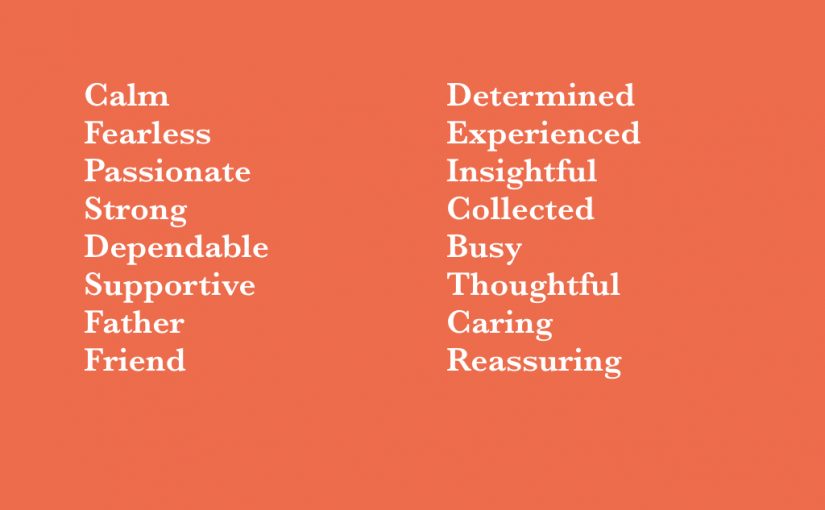 Calm
Fearless
Passionate
Strong
Dependable
Supportive
Father
Friend
Determined
Experienced
Insightful
Collected
Busy
Thoughtful
Caring
Reassuring